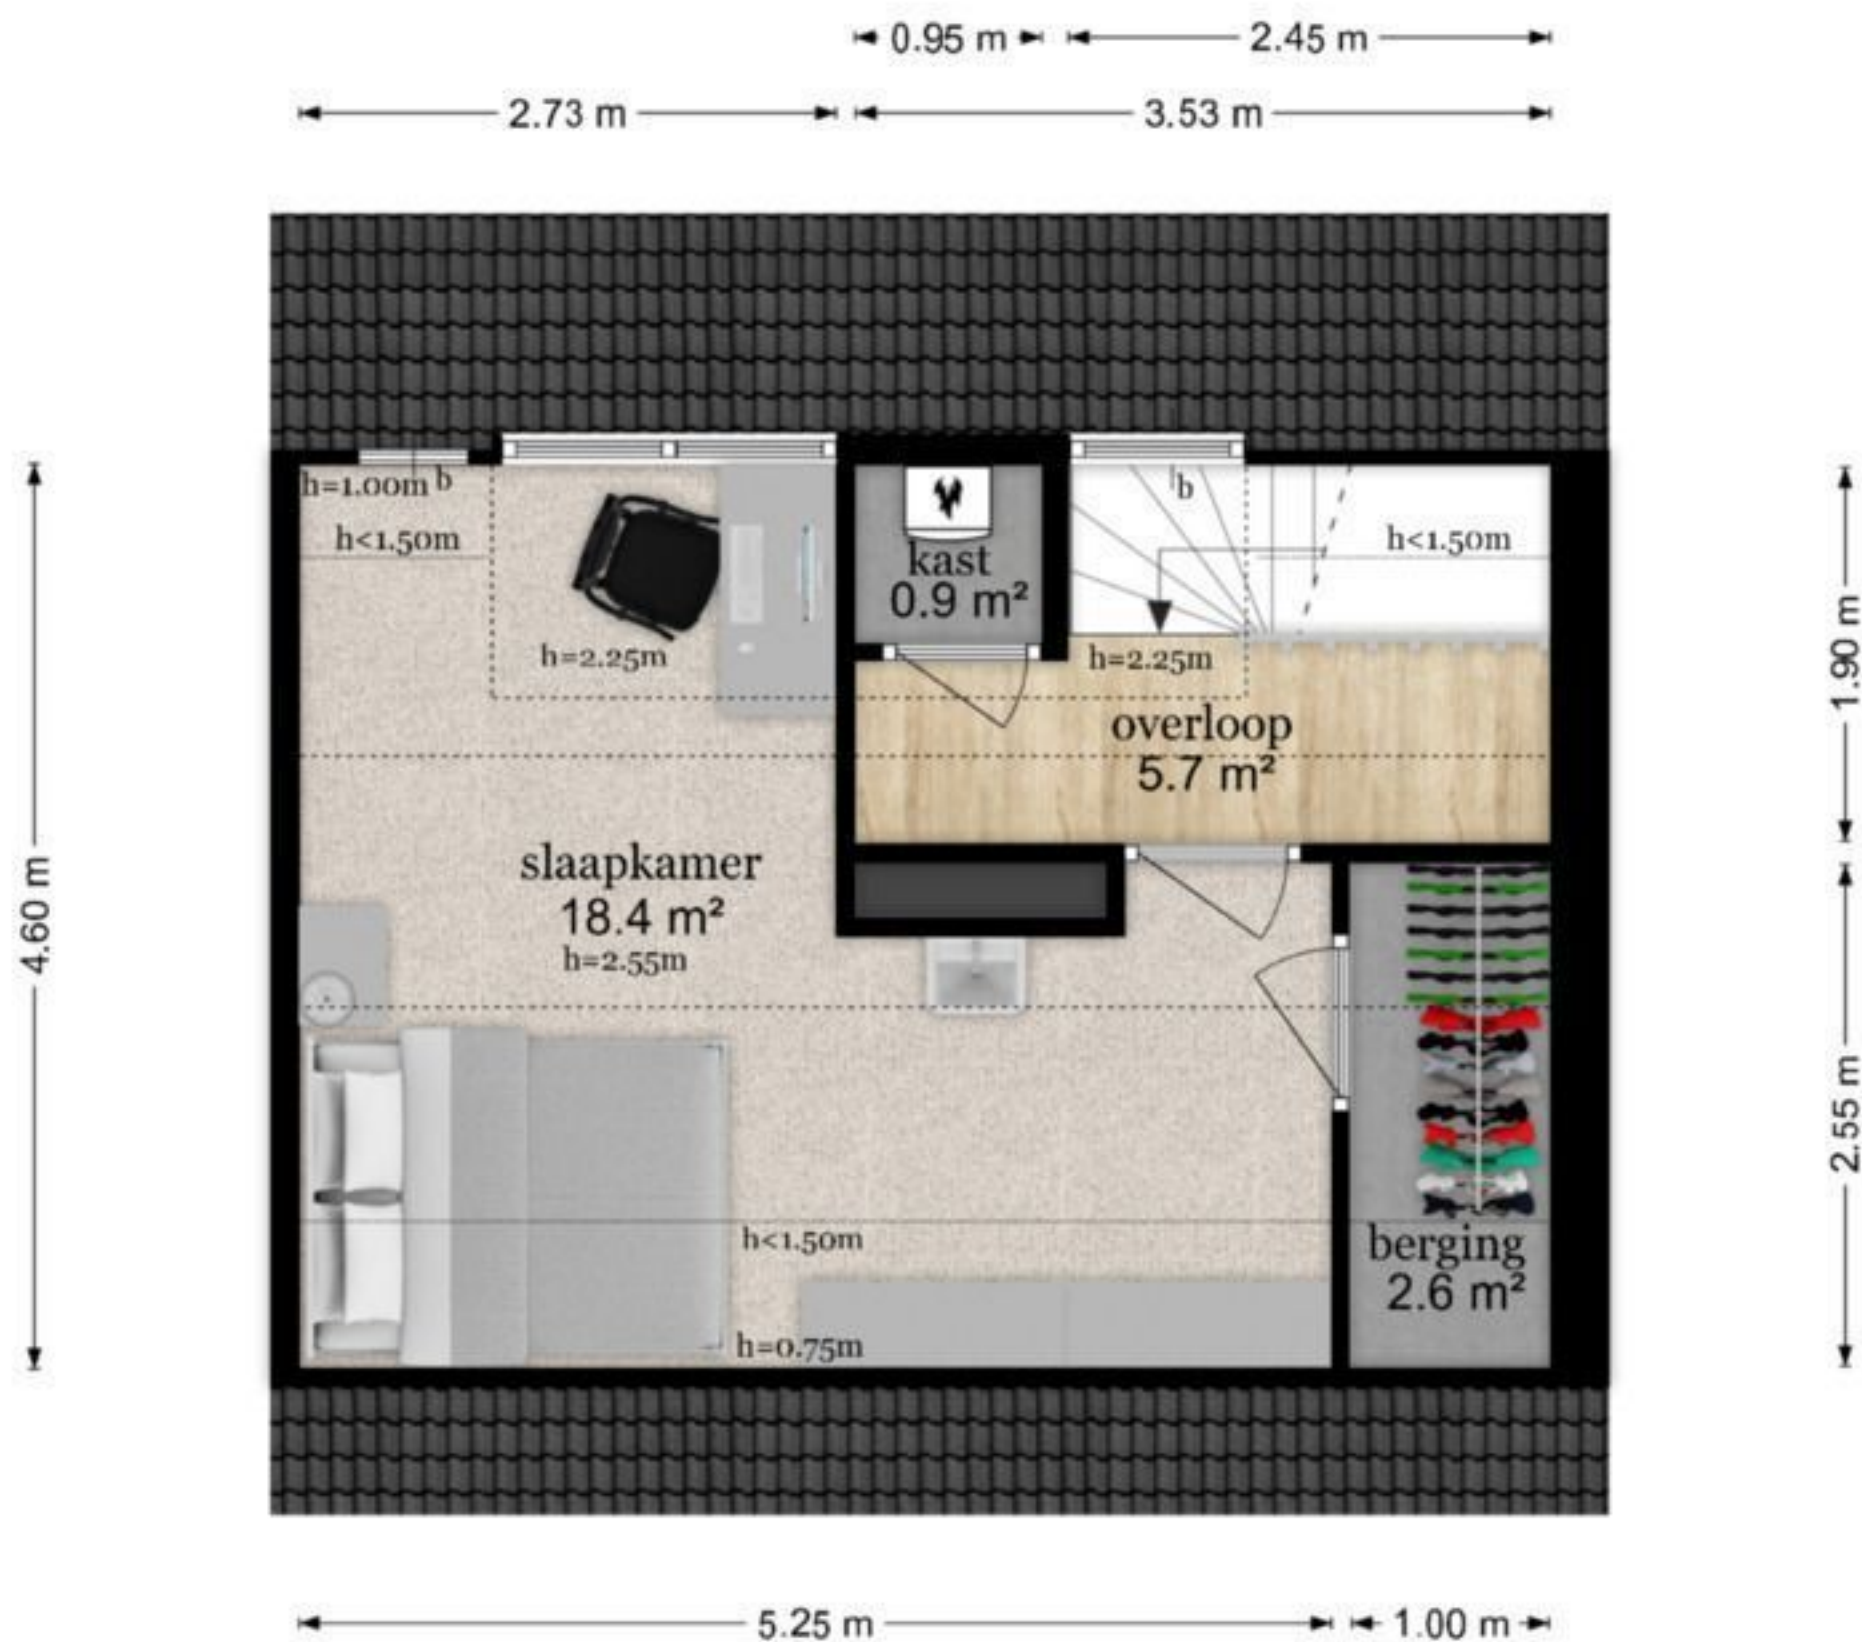 0.95 m
2.45 m
2.73 m
3.53 m
h=1.00m b
h<1.50m
h=2.25m
kast
0.9 m²
b
h<1.50m
h=2.25m
overloop
5.7 m²
1.90 m
4.60 m
slaapkamer
18.4 m²
h=2.55m
2.55 m
h<1.50m
berging
2.6 m²
h=0.75m
5.25 m
1.00 m